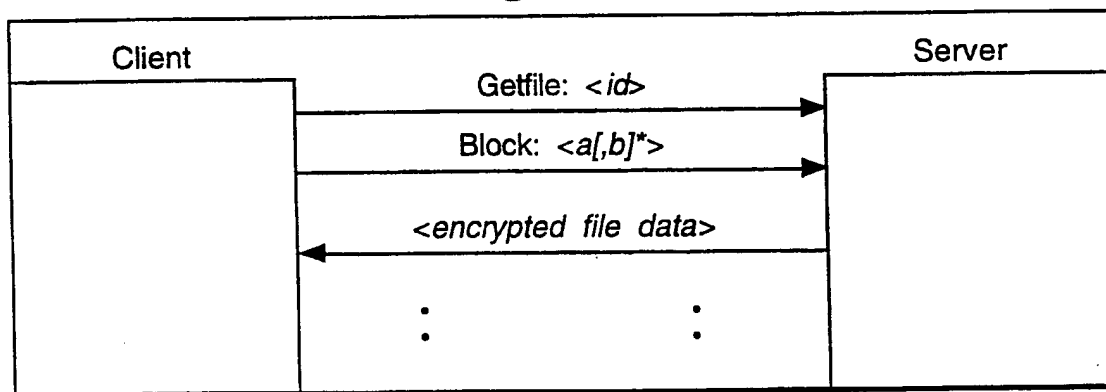 Client
Server
Getfile: <id>
Block: <a[,b]*>
<encrypted file data>